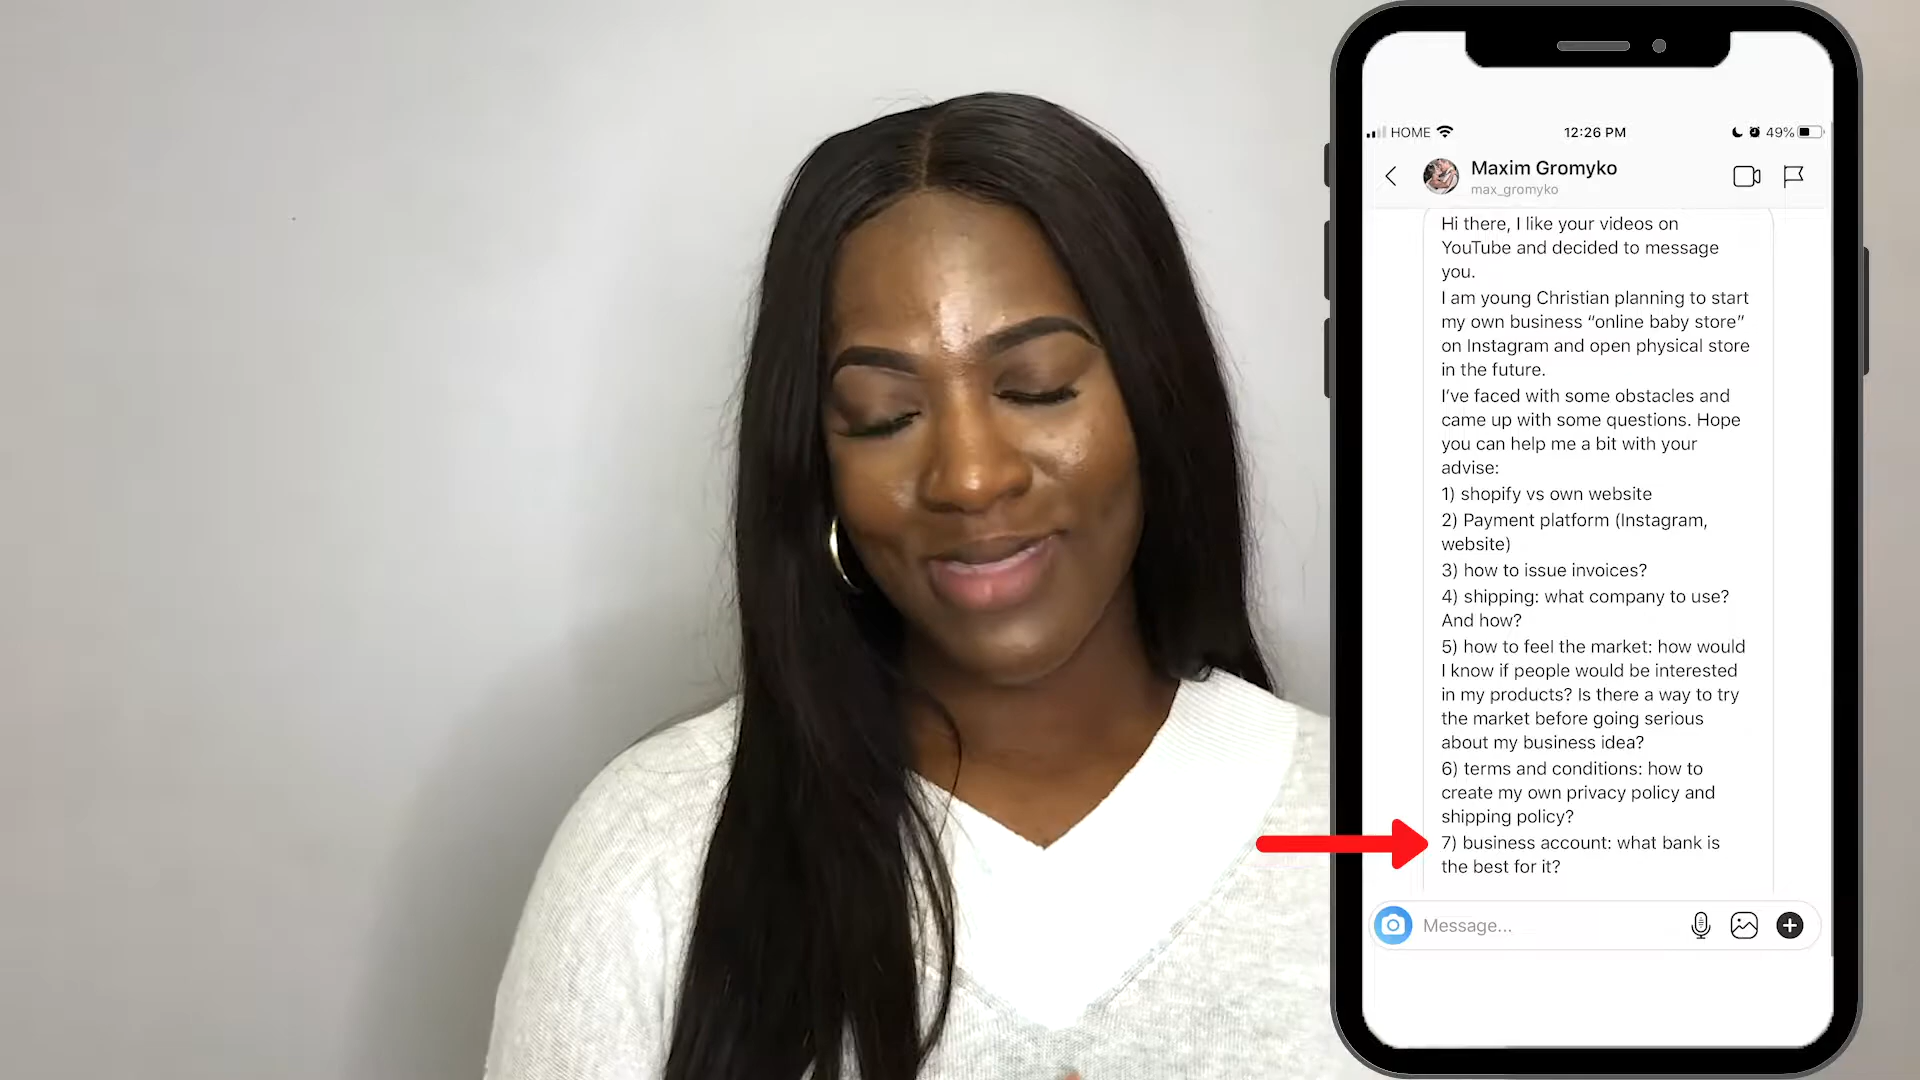 HOME
12:26 PM
49%
Maxim Gromyko
max_gromyko
Hi there, I like your videos on
YouTube and decided to message
you.
I am young Christian planning to start
my own business “online baby store”
on Instagram and open physical store
in the future.
I’ve faced with some obstacles and
came up with some questions. Hope
you can help me a bit with your
advise:
1) shopify vs own website
2) Payment platform (Instagram,
website)
3) how to issue invoices?
4) shipping: what company to use?
And how?
5) how to feel the market: how would
I know if people would be interested
in my products? Is there a way to try
the market before going serious
about my business idea?
6) terms and conditions: how to
create my own privacy policy and
shipping policy?
7) business account: what bank is
the best for it?
Message...